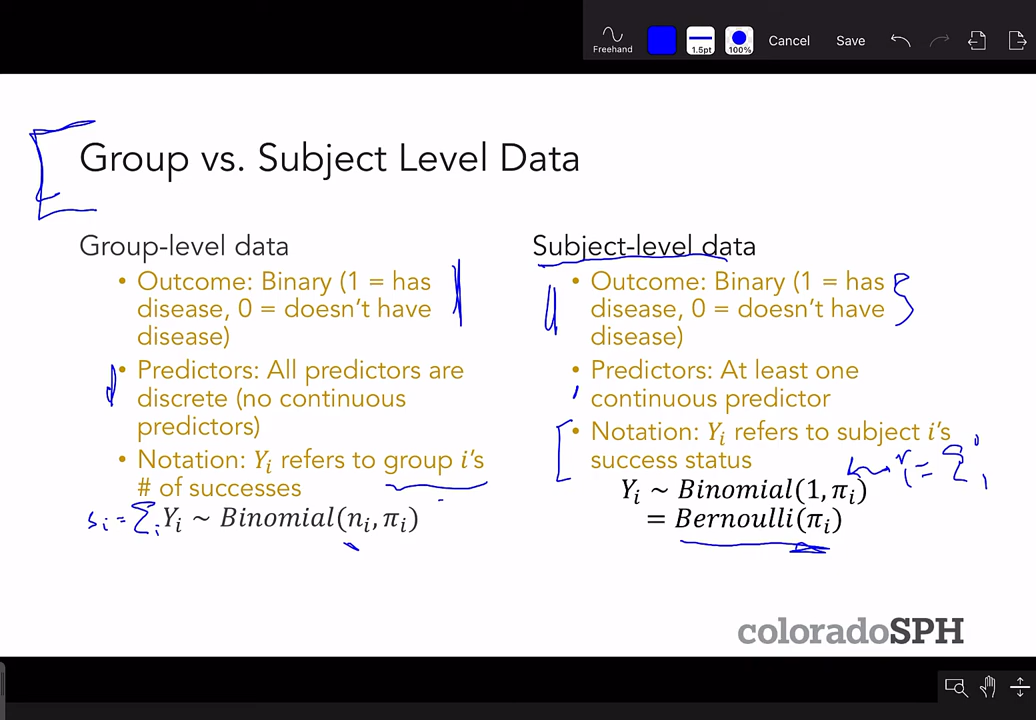 Freehand
1.5pt
100%
Cancel
Save
Group vs. Subject Level Data
Group-level data
• Outcome: Binary (1 = has
disease, 0 = doesn't have
disease)
• Predictors: All predictors are
discrete (no continuous
predictors)
• Notation: Yᵢ refers to group i's
# of successes
sᵢ = Σᵢ Yᵢ ~ Binomial(nᵢ, πᵢ)
Subject-level data
• Outcome: Binary (1 = has
disease, 0 = doesn't have
disease)
• Predictors: At least one
continuous predictor
• Notation: Yᵢ refers to subject i's
success status
Yᵢ ~ Binomial(1, πᵢ)
= Bernoulli(πᵢ)
coloradoSPH